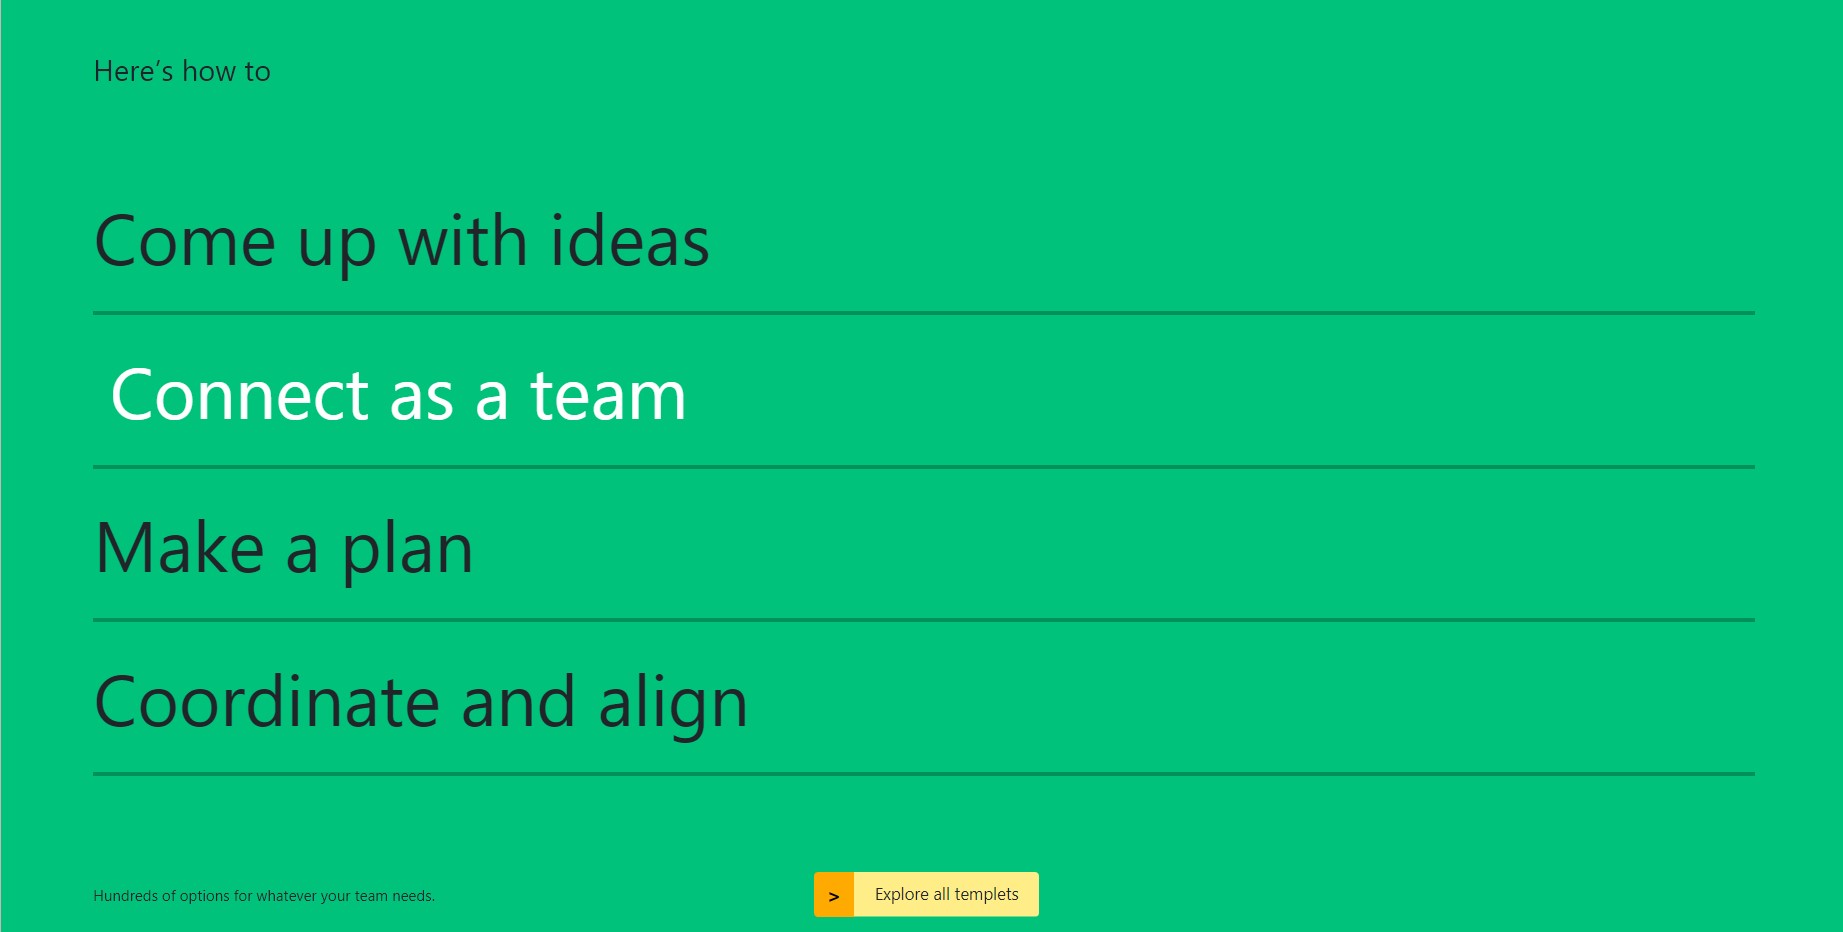 Here’s how to
Come up with ideas
Connect as a team
Make a plan
Coordinate and align
Hundreds of options for whatever your team needs.
> Explore all templets